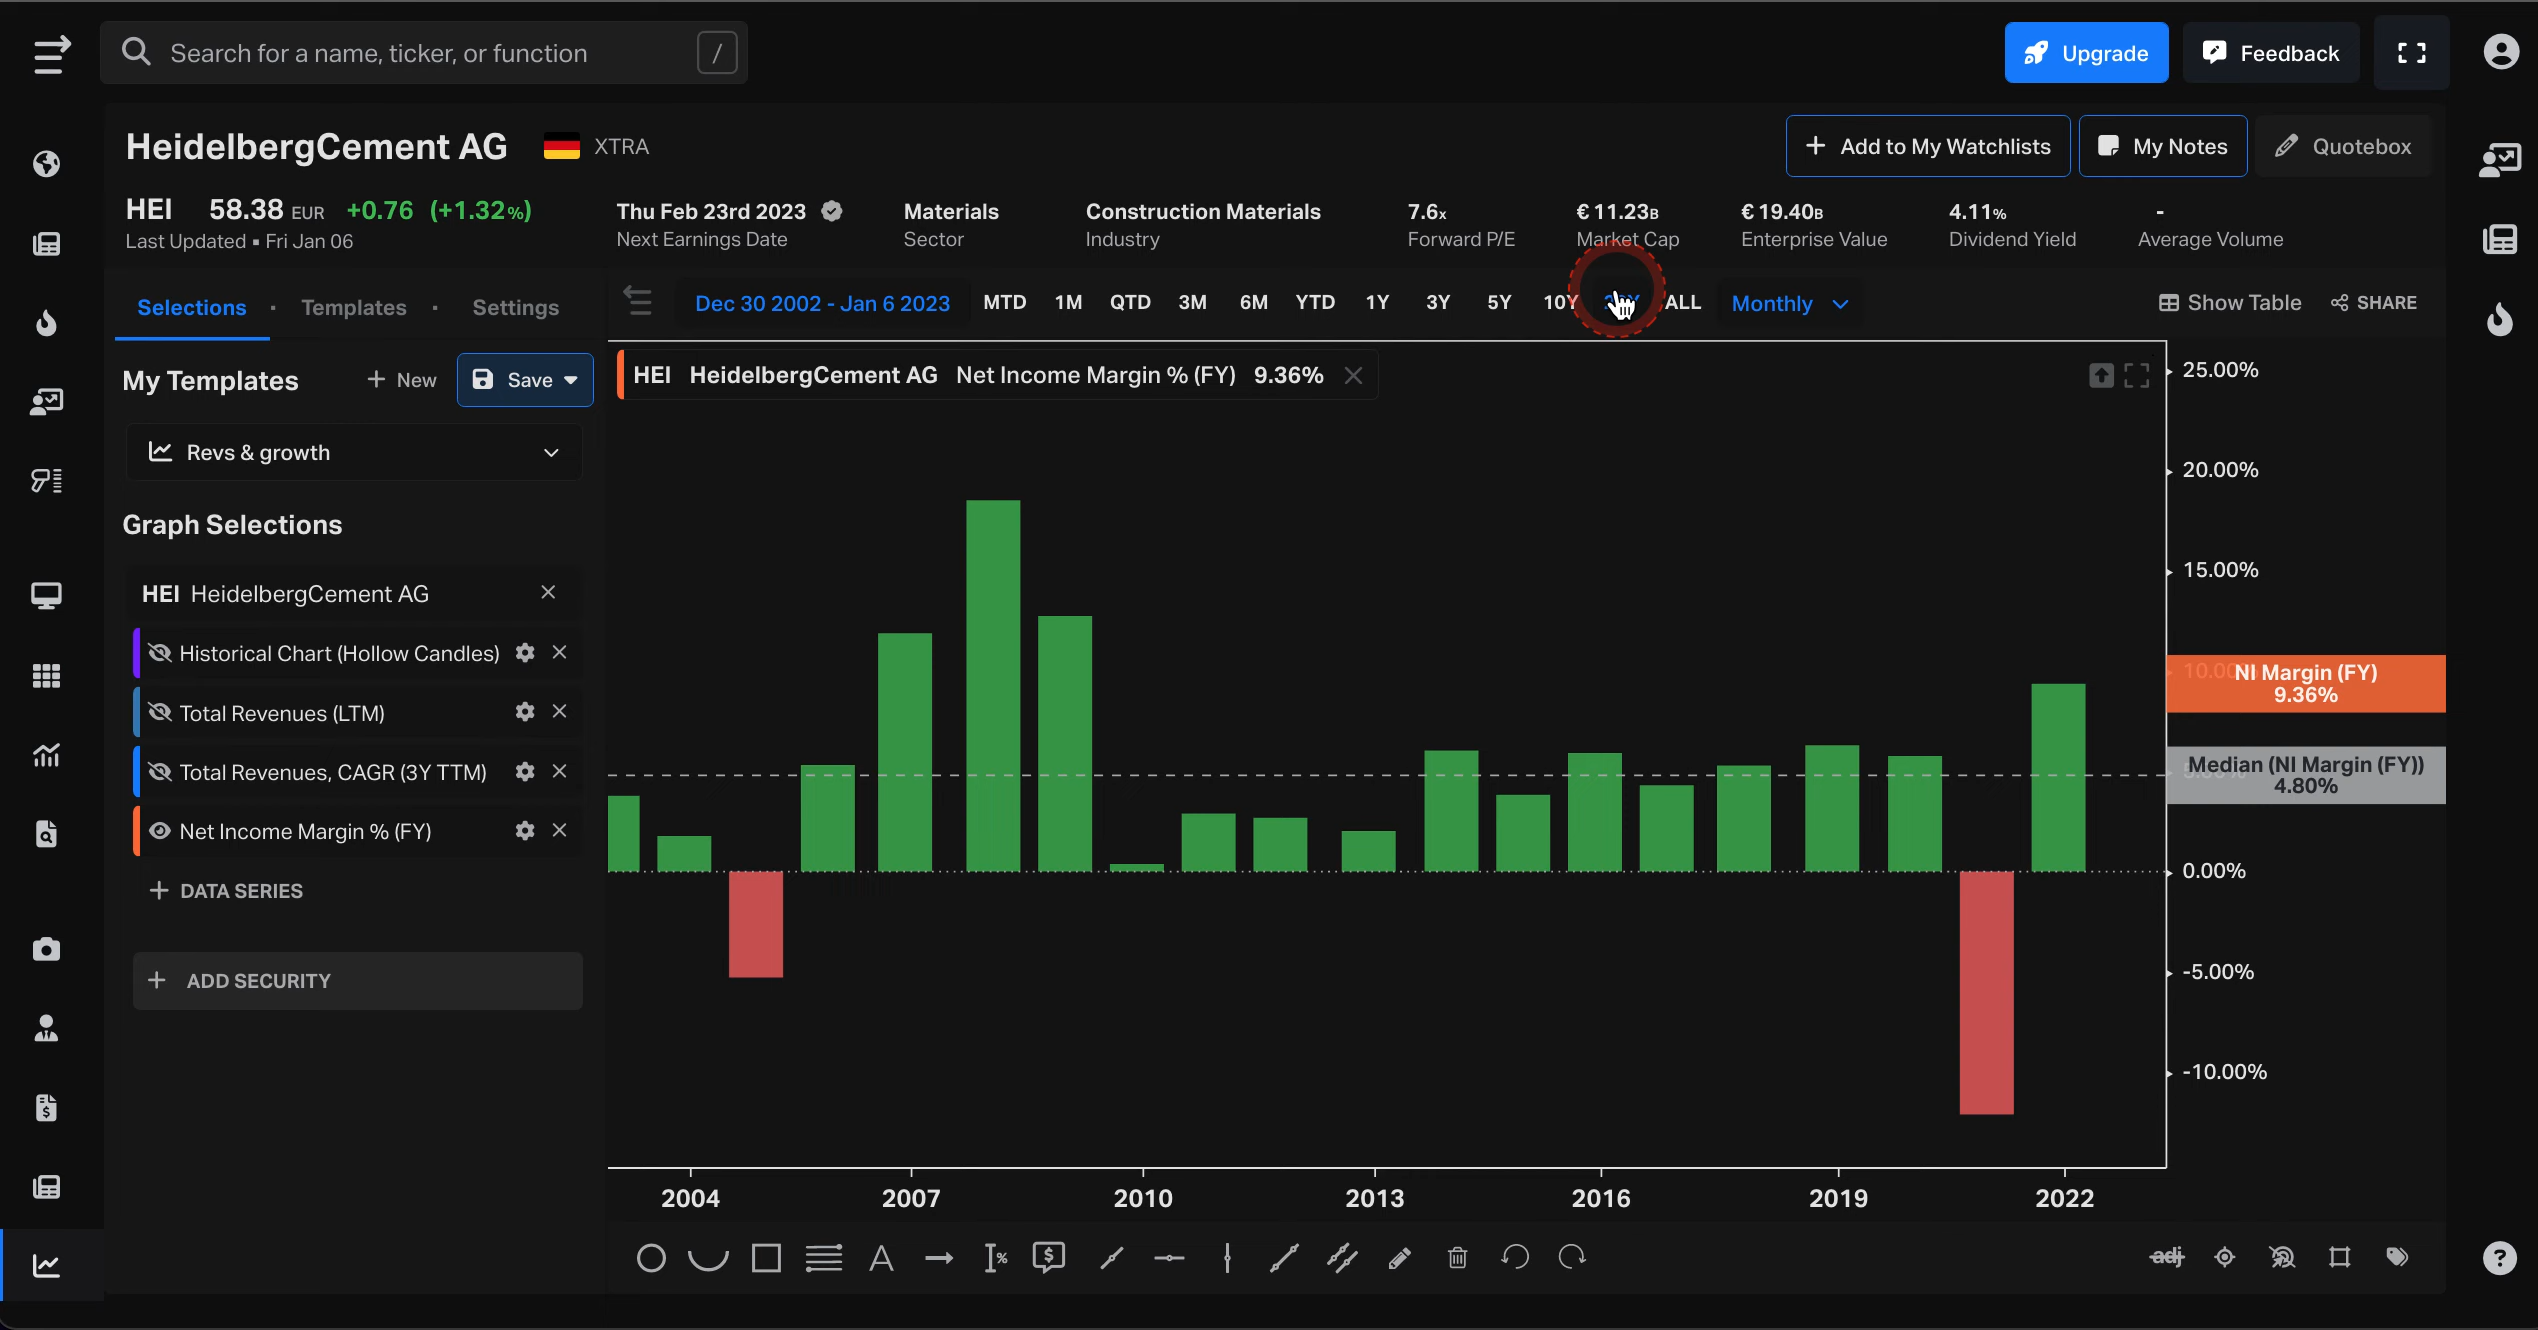 Search for a name, ticker, or function /
Upgrade
Feedback
HeidelbergCement AG XTRA
+ Add to My Watchlists
My Notes
Quotebox
HEI 58.38 EUR +0.76 (+1.32%)
Last Updated ▪ Fri Jan 06
Thu Feb 23rd 2023
Next Earnings Date
Materials
Sector
Construction Materials
Industry
7.6x
Forward P/E
€ 11.23B
Market Cap
€ 19.40B
Enterprise Value
4.11%
Dividend Yield
-
Average Volume
Selections · Templates · Settings
Dec 30 2002 - Jan 6 2023 MTD 1M QTD 3M 6M YTD 1Y 3Y 5Y 10Y ALL Monthly
Show Table SHARE
My Templates + New Save
Revs & growth
Graph Selections
HEI HeidelbergCement AG
Historical Chart (Hollow Candles)
Total Revenues (LTM)
Total Revenues, CAGR (3Y TTM)
Net Income Margin % (FY)
+ DATA SERIES
+ ADD SECURITY
HEI HeidelbergCement AG Net Income Margin % (FY) 9.36%
25.00%
20.00%
15.00%
NI Margin (FY)
9.36%
Median (NI Margin (FY))
4.80%
0.00%
-5.00%
-10.00%
2004 2007 2010 2013 2016 2019 2022
A
%
$
adj
?